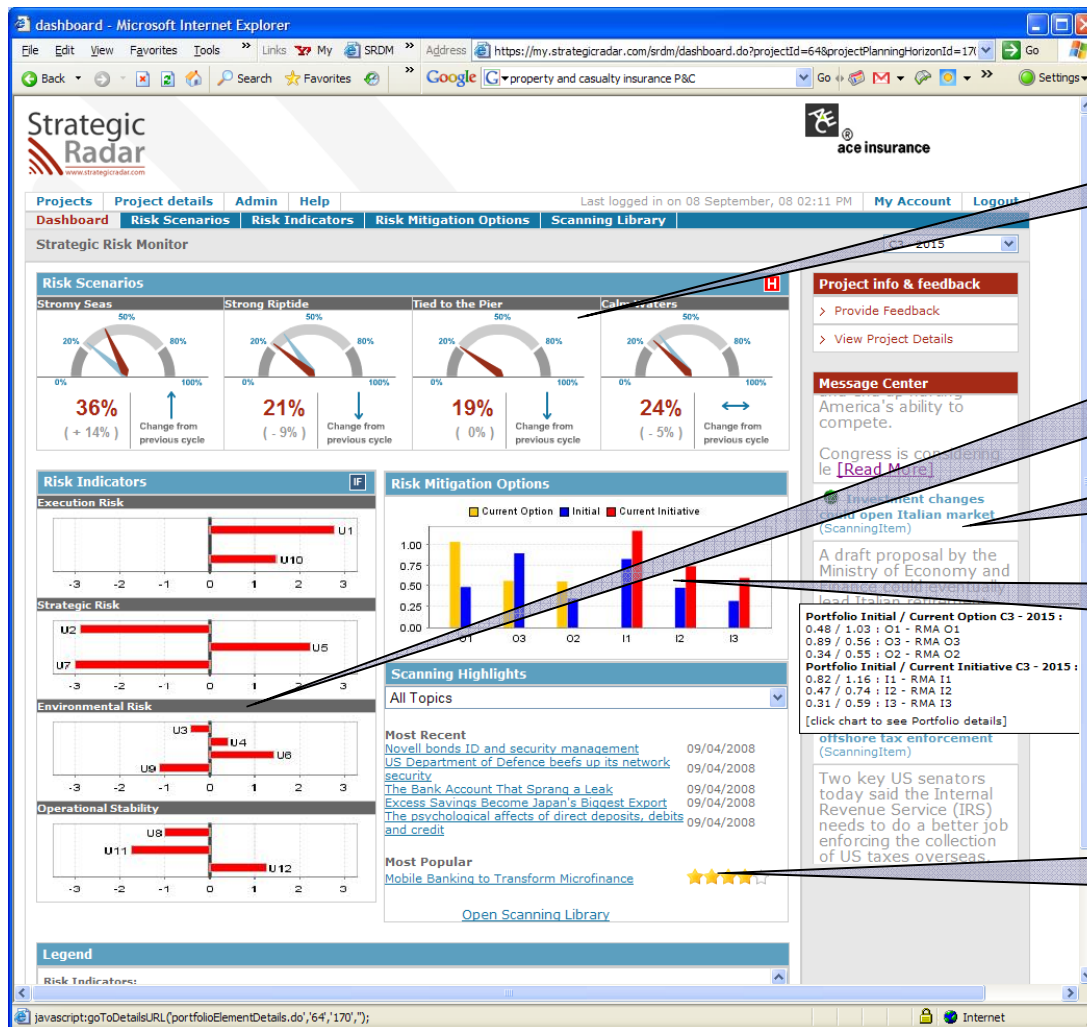 dashboard - Microsoft Internet Explorer
File Edit View Favorites Tools » Links My SRDM » Address https://my.strategicradar.com/srdm/dashboard.do?projectId=64&projectPlanningHorizonId=17 Go
Back Search Favorites » Google G property and casualty insurance P&C Go » Settings
Strategic
Radar
www.strategicradar.com
ace
®
ace insurance
Projects Project details Admin Help Last logged in on 08 September, 08 02:11 PM My Account Logout
Dashboard Risk Scenarios Risk Indicators Risk Mitigation Options Scanning Library
Strategic Risk Monitor C3 - 2015
Risk Scenarios H
Stromy Seas Strong Riptide Tied to the Pier Calm Waters
50% 50% 50% 50%
20% 80% 20% 80% 20% 80% 20% 80%
0% 100% 0% 100% 0% 100% 0% 100%
36% 21% 19% 24%
( + 14% ) ( - 9% ) ( 0% ) ( - 5% )
Change from previous cycle Change from previous cycle Change from previous cycle Change from previous cycle
Risk Indicators IF
Execution Risk
U1
U10
-3 -2 -1 0 1 2 3
Strategic Risk
U2
U5
U7
-3 -2 -1 0 1 2 3
Environmental Risk
U3
U4
U6
U9
-3 -2 -1 0 1 2 3
Operational Stability
U8
U11
U12
-3 -2 -1 0 1 2 3
Risk Mitigation Options
Current Option Initial Current Initiative
1.00
0.75
0.50
0.25
0.00
O1 O3 O2 I1 I2 I3
Scanning Highlights
All Topics
Most Recent
Novell bonds ID and security management 09/04/2008
US Department of Defence beefs up its network
security 09/04/2008
The Bank Account That Sprang a Leak 09/04/2008
Excess Savings Become Japan's Biggest Export 09/04/2008
The psychological affects of direct deposits, debits
and credit 09/04/2008
Most Popular
Mobile Banking to Transform Microfinance
Open Scanning Library
Project info & feedback
> Provide Feedback
> View Project Details
Message Center
America's ability to
compete.
Congress is considering
le [Read More]
Investment changes
could open Italian market
(ScanningItem)
A draft proposal by the
Ministry of Economy and
Finance could eventually
lead Italian
Portfolio Initial / Current Option C3 - 2015 :
0.48 / 1.03 : O1 - RMA O1
0.89 / 0.56 : O3 - RMA O3
0.34 / 0.55 : O2 - RMA O2
Portfolio Initial / Current Initiative C3 - 2015 :
0.82 / 1.16 : I1 - RMA I1
0.47 / 0.74 : I2 - RMA I2
0.31 / 0.59 : I3 - RMA I3
[click chart to see Portfolio details]
offshore tax enforcement
(ScanningItem)
Two key US senators
today said the Internal
Revenue Service (IRS)
needs to do a better job
enforcing the collection
of US taxes overseas.
Legend
Risk Indicators:
javascript:goToDetailsURL('portfolioElementDetails.do','64','170',''); Internet